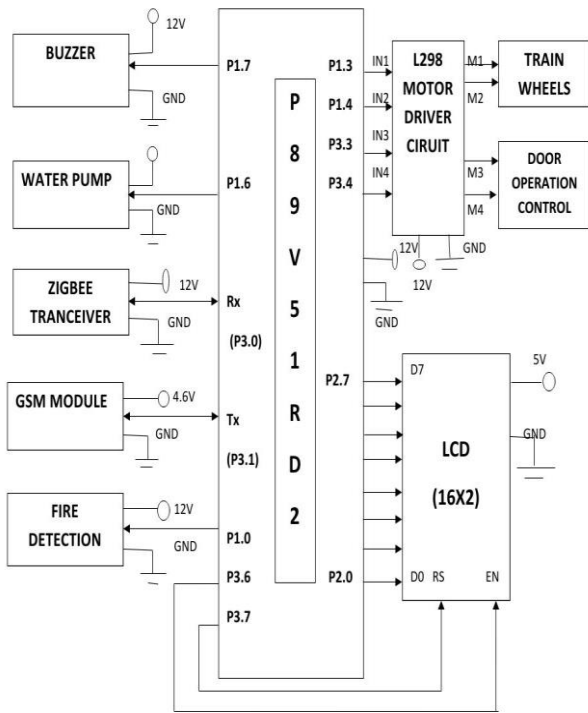 BUZZER
12V
GND
P1.7
WATER PUMP
GND
P1.6
ZIGBEE
TRANCEIVER
12V
GND
Rx
(P3.0)
GSM MODULE
4.6V
GND
Tx
(P3.1)
FIRE
DETECTION
12V
GND
P1.0
P3.6
P3.7
P
8
9
V
5
1
R
D
2
P1.3
P1.4
P3.3
P3.4
IN1
IN2
IN3
IN4
L298
MOTOR
DRIVER
CIRUIT
M1
M2
M3
M4
TRAIN
WHEELS
DOOR
OPERATION
CONTROL
12V
GND
12V
GND
P2.7
P2.0
D7
LCD
(16X2)
D0 RS EN
5V
GND